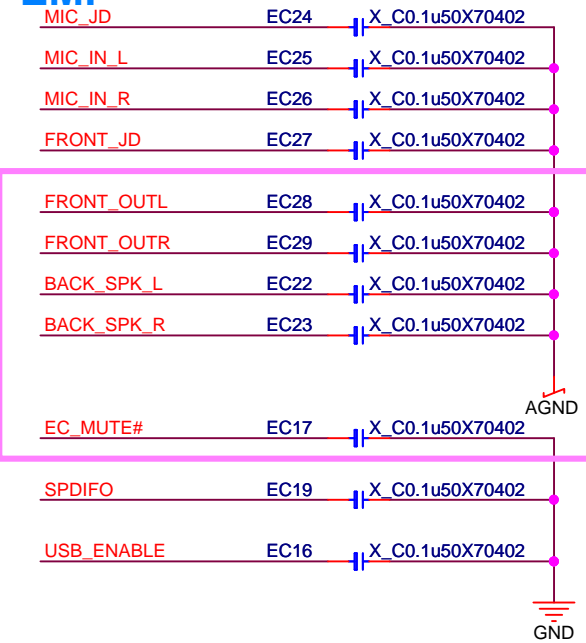 EMI
MIC_JD EC24 X_C0.1u50X70402
MIC_IN_L EC25 X_C0.1u50X70402
MIC_IN_R EC26 X_C0.1u50X70402
FRONT_JD EC27 X_C0.1u50X70402
FRONT_OUTL EC28 X_C0.1u50X70402
FRONT_OUTR EC29 X_C0.1u50X70402
BACK_SPK_L EC22 X_C0.1u50X70402
BACK_SPK_R EC23 X_C0.1u50X70402
AGND
EC_MUTE# EC17 X_C0.1u50X70402
SPDIFO EC19 X_C0.1u50X70402
USB_ENABLE EC16 X_C0.1u50X70402
GND